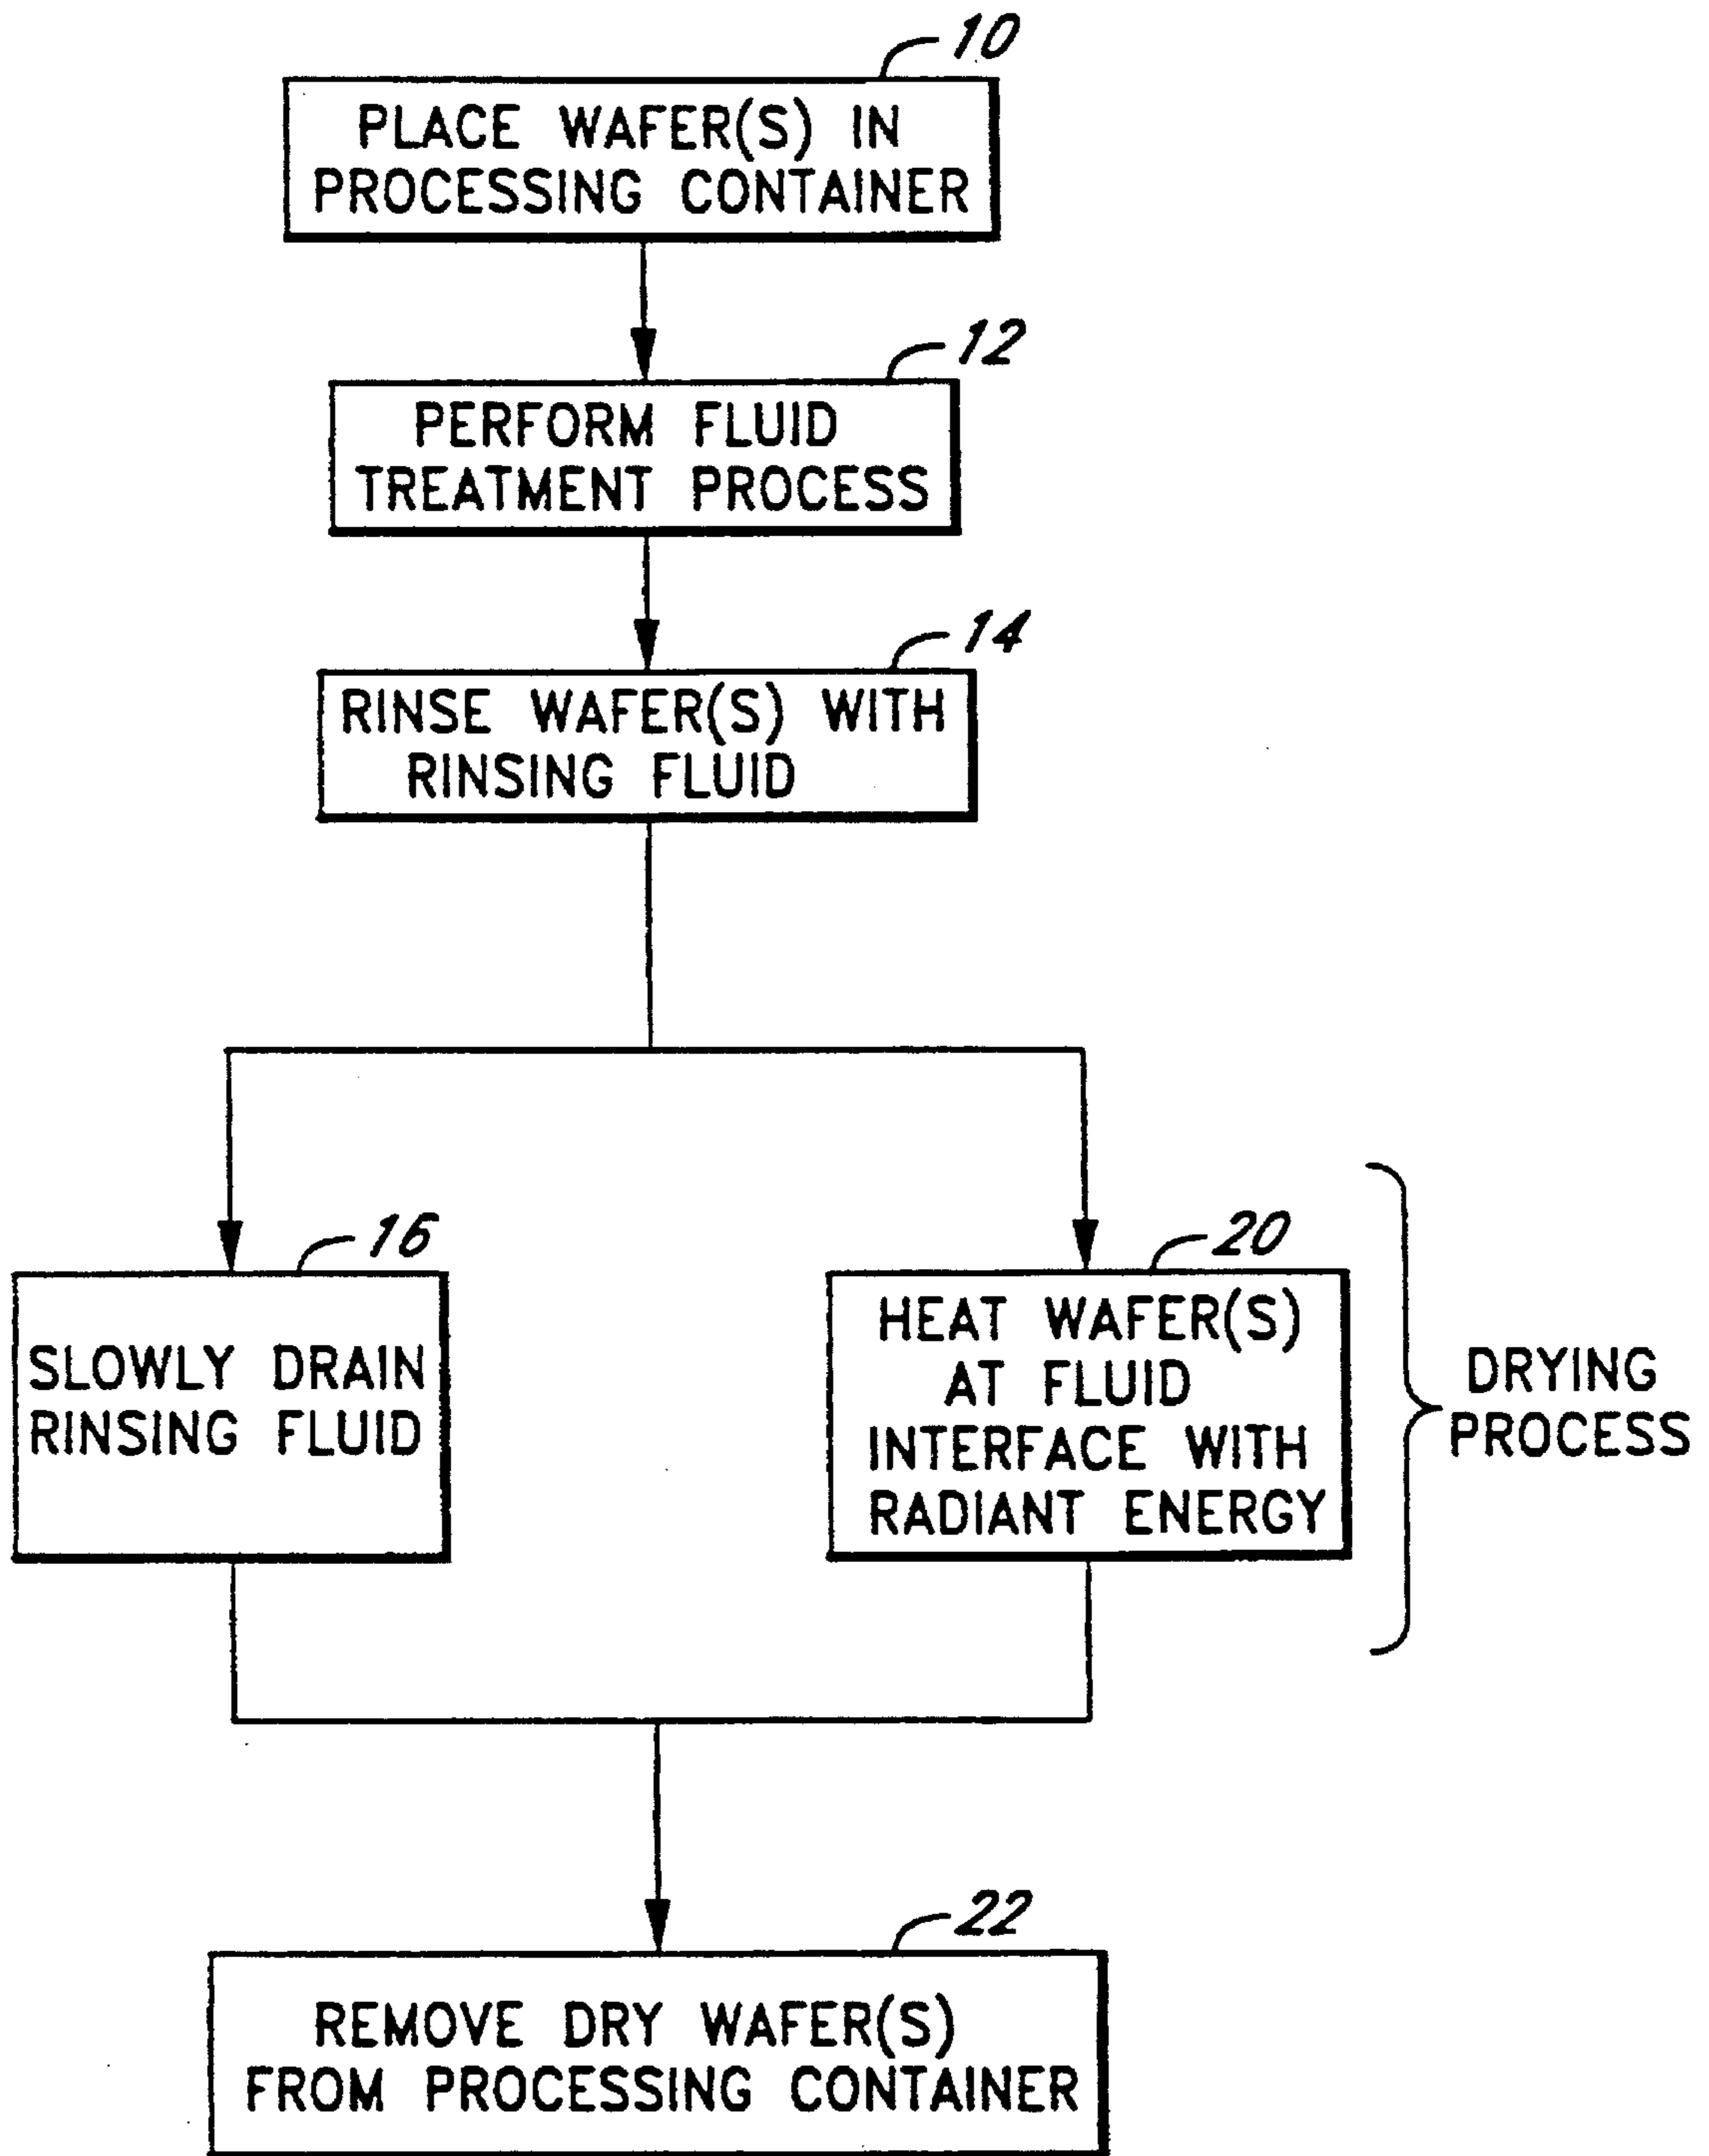 10
PLACE WAFER(S) IN
PROCESSING CONTAINER
12
PERFORM FLUID
TREATMENT PROCESS
14
RINSE WAFER(S) WITH
RINSING FLUID
16
SLOWLY DRAIN
RINSING FLUID
20
HEAT WAFER(S)
AT FLUID
INTERFACE WITH
RADIANT ENERGY
DRYING
PROCESS
22
REMOVE DRY WAFER(S)
FROM PROCESSING CONTAINER